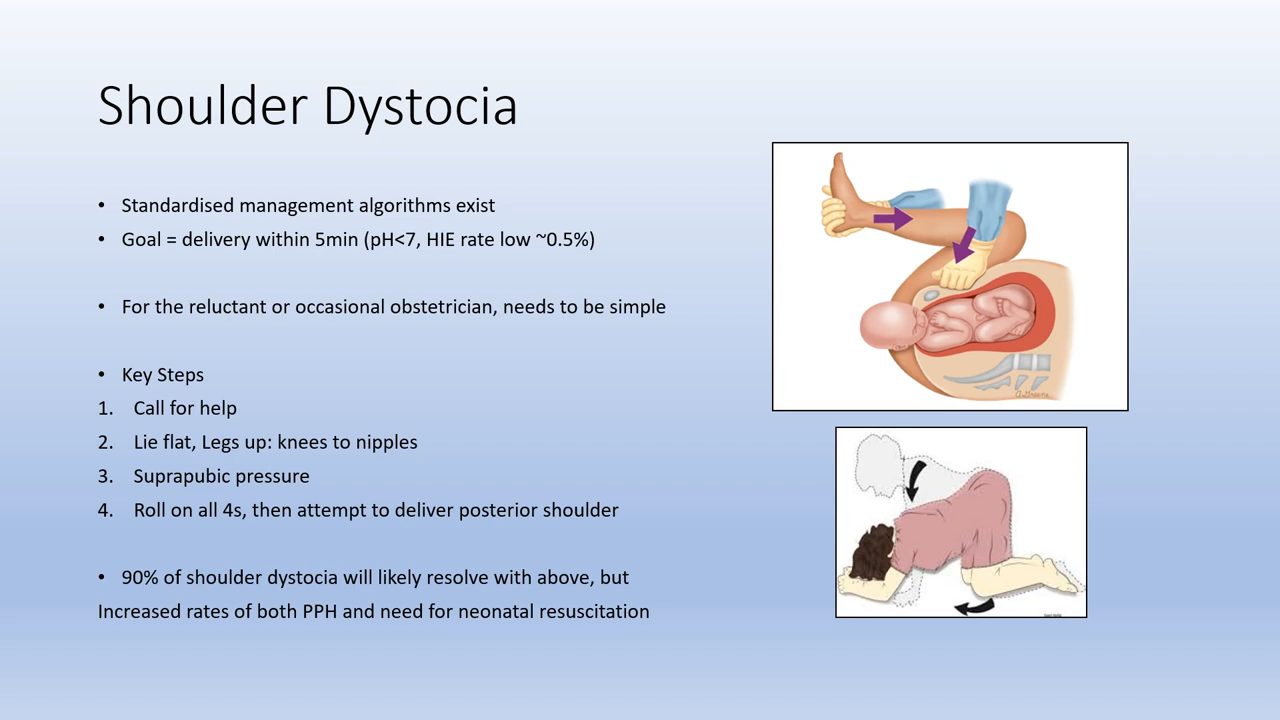 Shoulder Dystocia
• Standardised management algorithms exist
• Goal = delivery within 5min (pH<7, HIE rate low ~0.5%)
• For the reluctant or occasional obstetrician, needs to be simple
• Key Steps
1. Call for help
2. Lie flat, Legs up: knees to nipples
3. Suprapubic pressure
4. Roll on all 4s, then attempt to deliver posterior shoulder
• 90% of shoulder dystocia will likely resolve with above, but
Increased rates of both PPH and need for neonatal resuscitation